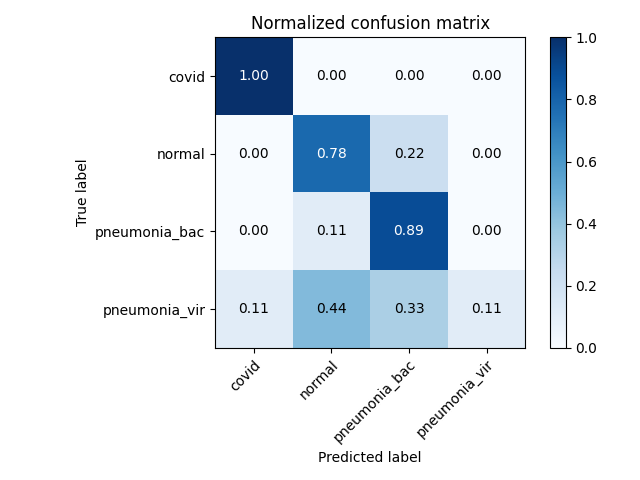 Normalized confusion matrix
True label
covid 1.00 0.00 0.00 0.00
normal 0.00 0.78 0.22 0.00
pneumonia_bac 0.00 0.11 0.89 0.00
pneumonia_vir 0.11 0.44 0.33 0.11
covid normal pneumonia_bac pneumonia_vir
Predicted label
1.0
0.8
0.6
0.4
0.2
0.0